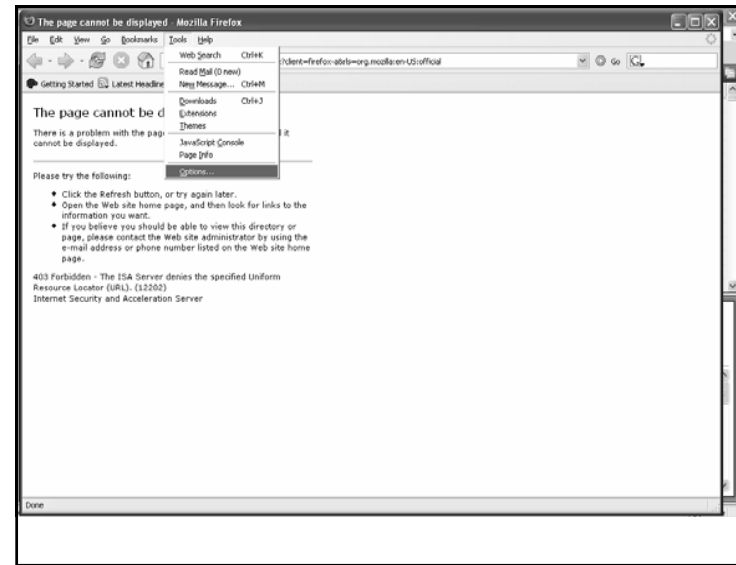 The page cannot be displayed - Mozilla Firefox
File Edit View Go Bookmarks Tools Help
Web Search Ctrl+K
Read Mail (0 new)
New Message... Ctrl+M
Downloads Ctrl+J
Extensions
Themes
JavaScript Console
Page Info
Options...
?client=firefox-a&rls=org.mozilla:en-US:official
Go
Getting Started Latest Headline
The page cannot be d
There is a problem with the pag
d it
cannot be displayed.
Please try the following:
Click the Refresh button, or try again later.
Open the Web site home page, and then look for links to the
information you want.
If you believe you should be able to view this directory or
page, please contact the Web site administrator by using the
e-mail address or phone number listed on the Web site home
page.
403 Forbidden - The ISA Server denies the specified Uniform
Resource Locator (URL). (12202)
Internet Security and Acceleration Server
Done